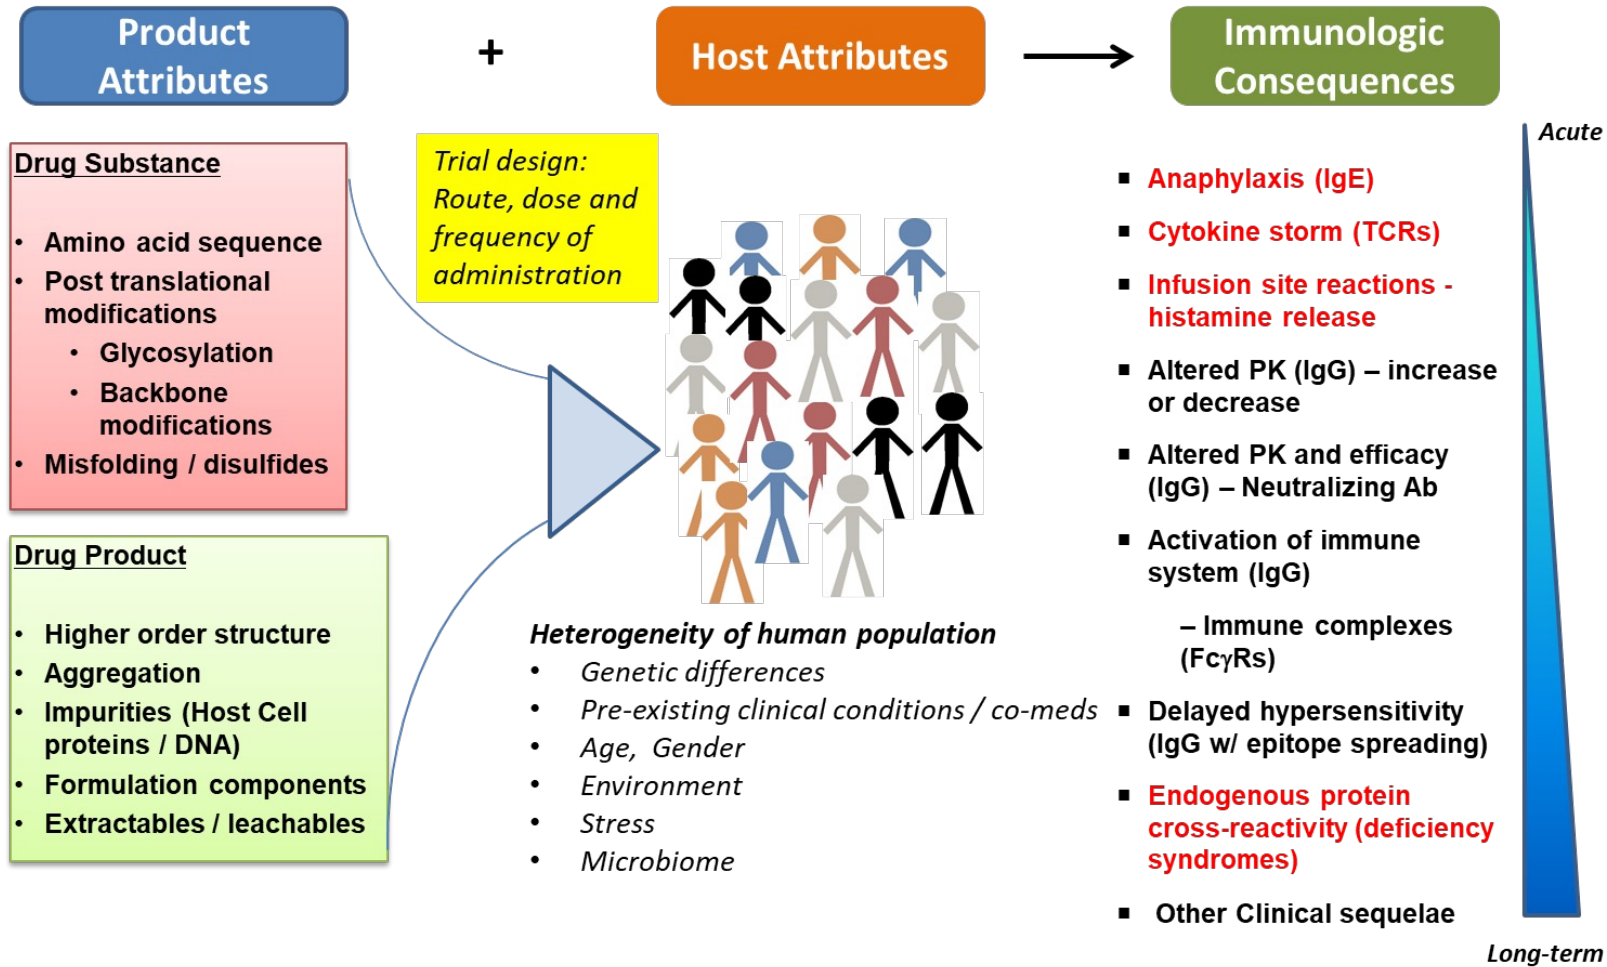 Product
Attributes
+
Host Attributes
Immunologic
Consequences
Drug Substance
• Amino acid sequence
• Post translational
modifications
• Glycosylation
• Backbone
modifications
• Misfolding / disulfides
Drug Product
• Higher order structure
• Aggregation
• Impurities (Host Cell
proteins / DNA)
• Formulation components
• Extractables / leachables
Trial design:
Route, dose and
frequency of
administration
Heterogeneity of human population
• Genetic differences
• Pre-existing clinical conditions / co-meds
• Age, Gender
• Environment
• Stress
• Microbiome
Acute
▪ Anaphylaxis (IgE)
▪ Cytokine storm (TCRs)
▪ Infusion site reactions -
histamine release
▪ Altered PK (IgG) – increase
or decrease
▪ Altered PK and efficacy
(IgG) – Neutralizing Ab
▪ Activation of immune
system (IgG)
– Immune complexes
(FcγRs)
▪ Delayed hypersensitivity
(IgG w/ epitope spreading)
▪ Endogenous protein
cross-reactivity (deficiency
syndromes)
▪ Other Clinical sequelae
Long-term